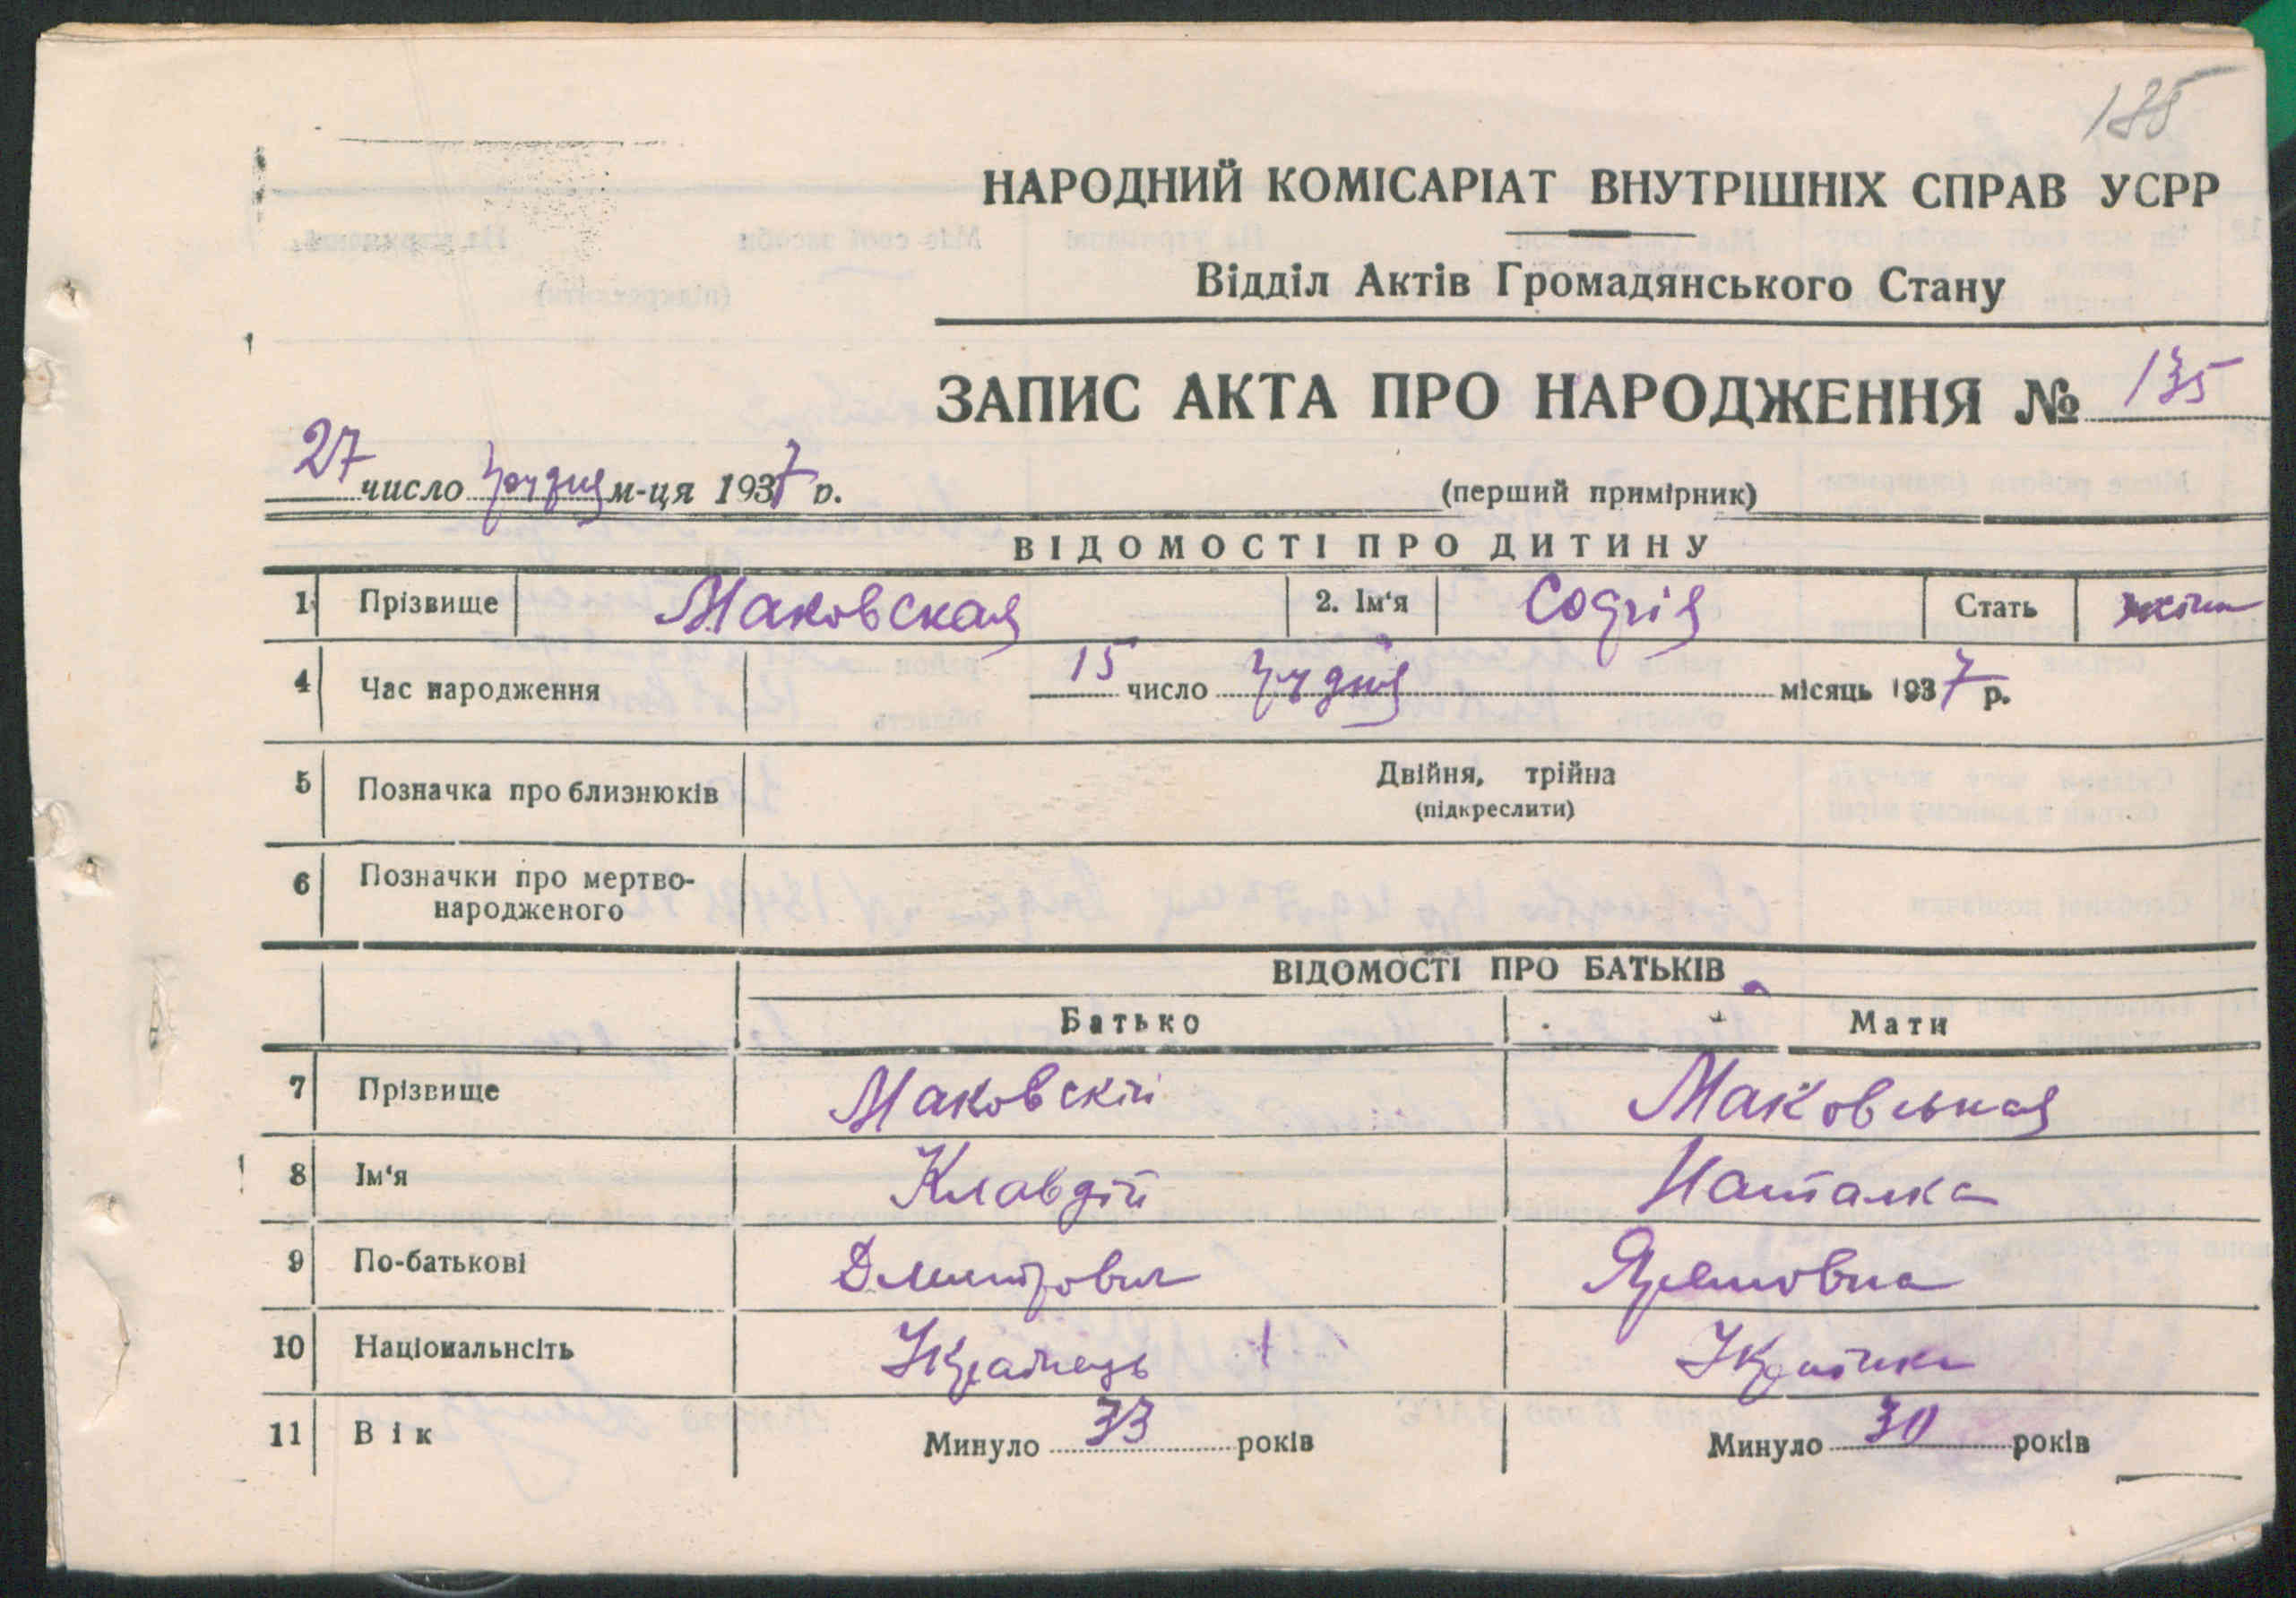 135
НАРОДНИЙ КОМІСАРІАТ ВНУТРІШНІХ СПРАВ УСРР
Відділ Актів Громадянського Стану
ЗАПИС АКТА ПРО НАРОДЖЕННЯ № 135
27 число грудня м-ця 1937 р.
(перший примірник)
ВІДОМОСТІ ПРО ДИТИНУ
1 Прізвище Маковская 2. Ім'я Софія Стать жіноч
4 Час народження 15 число грудня місяць 1937 р.
5 Позначка про близнюків Двійня, трійна
(підкреслити)
6 Позначки про мертво-
народженого
ВІДОМОСТІ ПРО БАТЬКІВ
Батько Мати
7 Прізвище Маковскій Маковськая
8 Ім'я Клавдій Наталка
9 По-батькові Дмитрович Яремовна
10 Національнсіть Українець Українка
11 Вік Минуло 33 років Минуло 30 років